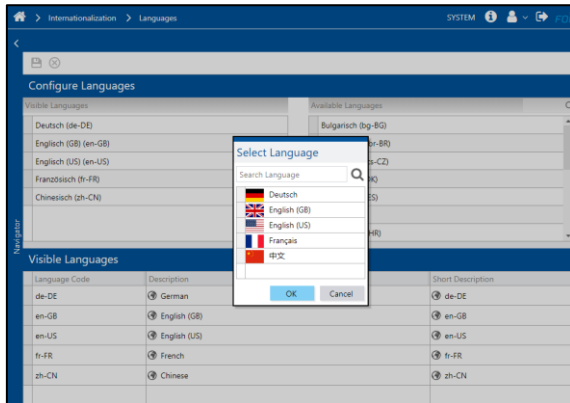 Internationalization > Languages
SYSTEM
Configure Languages
Visible Languages
Available Languages
Deutsch (de-DE)
Englisch (GB) (en-GB)
Englisch (US) (en-US)
Französisch (fr-FR)
Chinesisch (zh-CN)
Bulgarisch (bg-BG)
Select Language
Search Language
Deutsch
English (GB)
English (US)
Français
中文
OK Cancel
Navigator
Visible Languages
Language Code Description Short Description
de-DE German de-DE
en-GB English (GB) en-GB
en-US English (US) en-US
fr-FR French fr-FR
zh-CN Chinese zh-CN